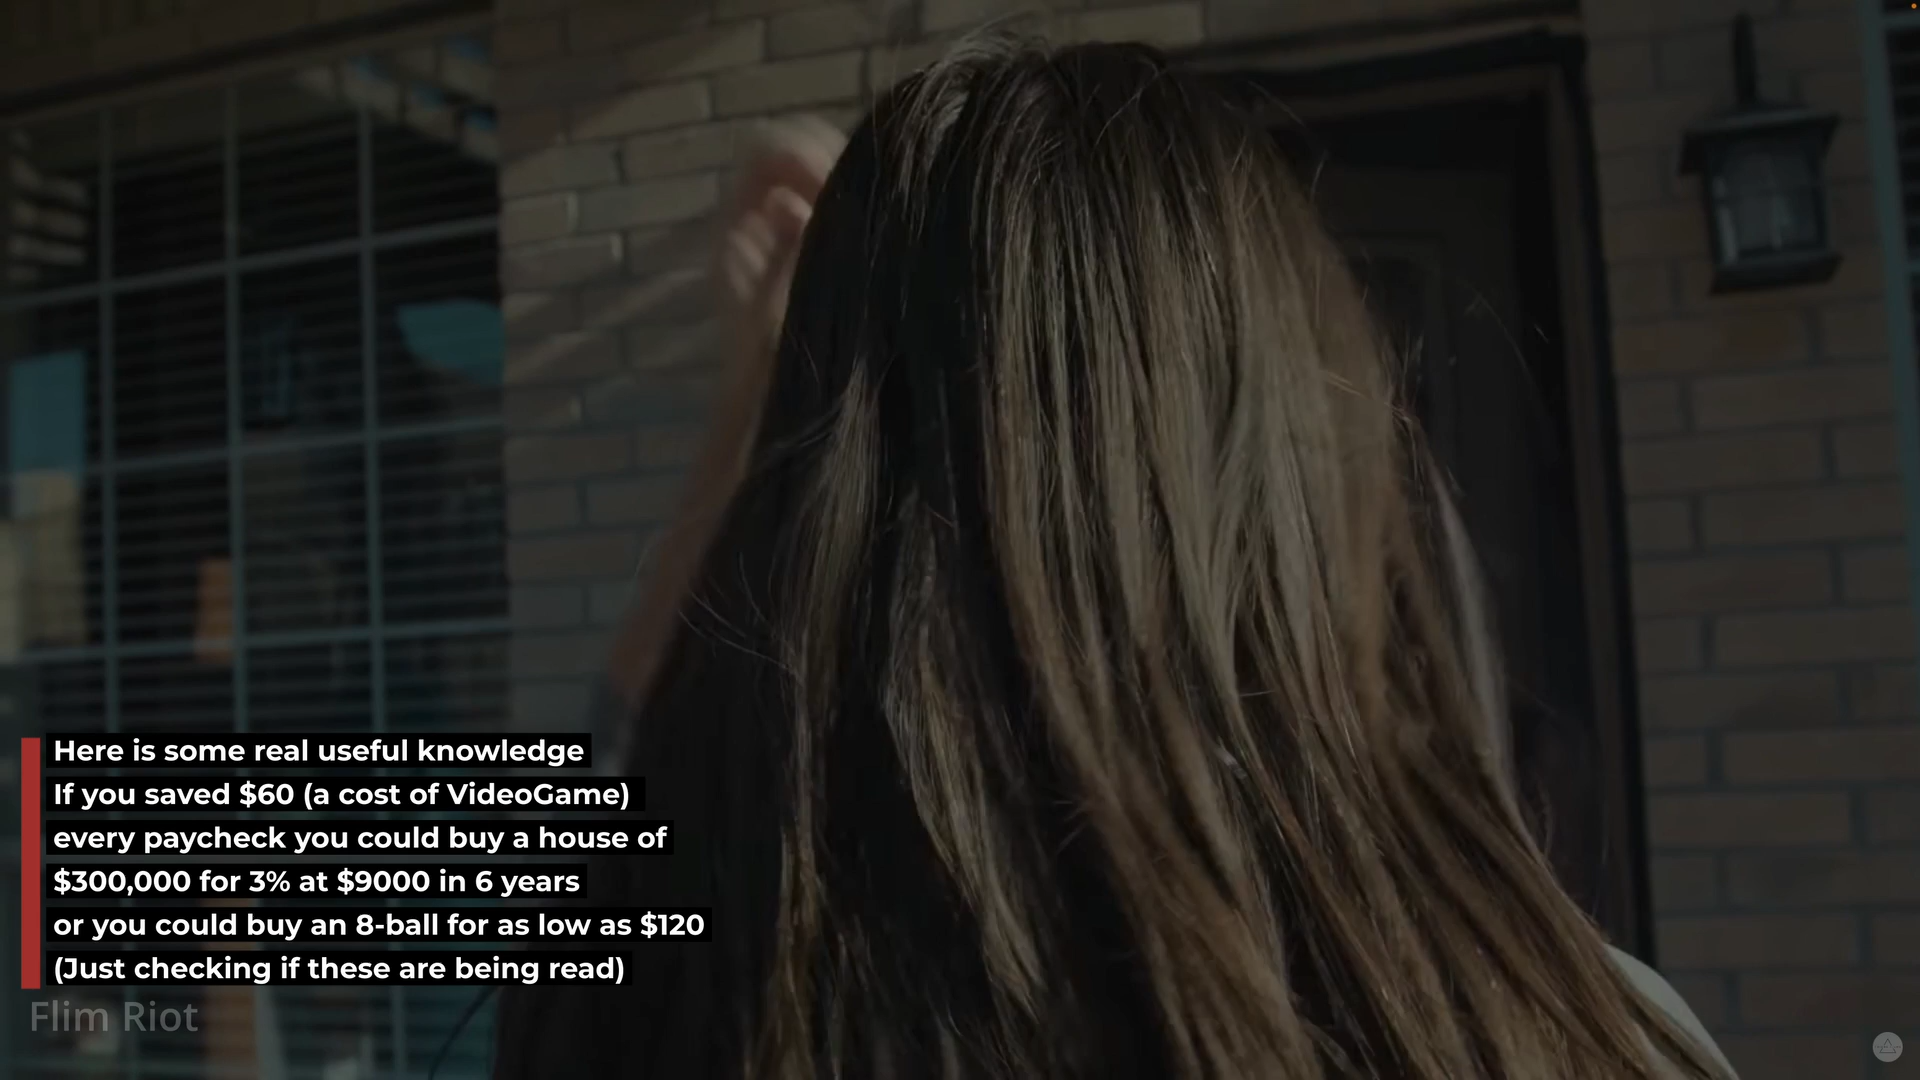 Here is some real useful knowledge
If you saved $60 (a cost of VideoGame)
every paycheck you could buy a house of
$300,000 for 3% at $9000 in 6 years
or you could buy an 8-ball for as low as $120
(Just checking if these are being read)
Flim Riot